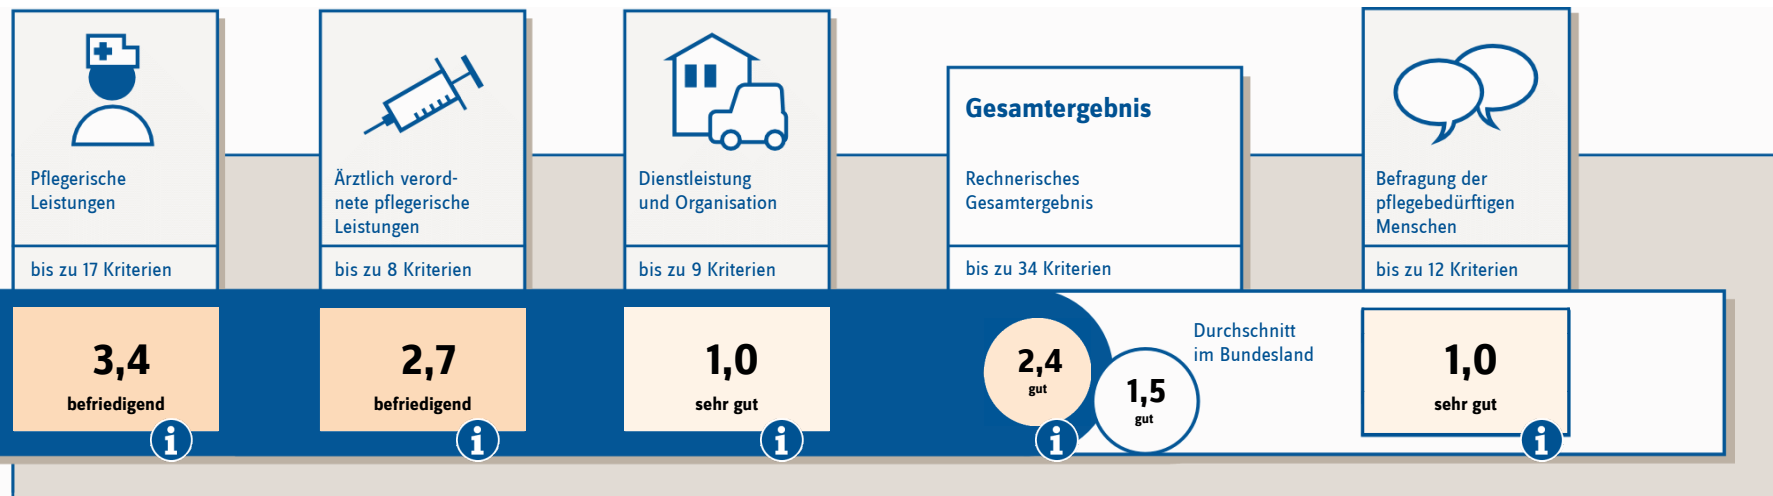 Pflegerische
Leistungen
bis zu 17 Kriterien
3,4
befriedigend
i
Ärztlich verord-
nete pflegerische
Leistungen
bis zu 8 Kriterien
2,7
befriedigend
i
Dienstleistung
und Organisation
bis zu 9 Kriterien
1,0
sehr gut
i
Gesamtergebnis
Rechnerisches
Gesamtergebnis
bis zu 34 Kriterien
2,4
gut
i
1,5
gut
Durchschnitt
im Bundesland
Befragung der
pflegebedürftigen
Menschen
bis zu 12 Kriterien
1,0
sehr gut
i